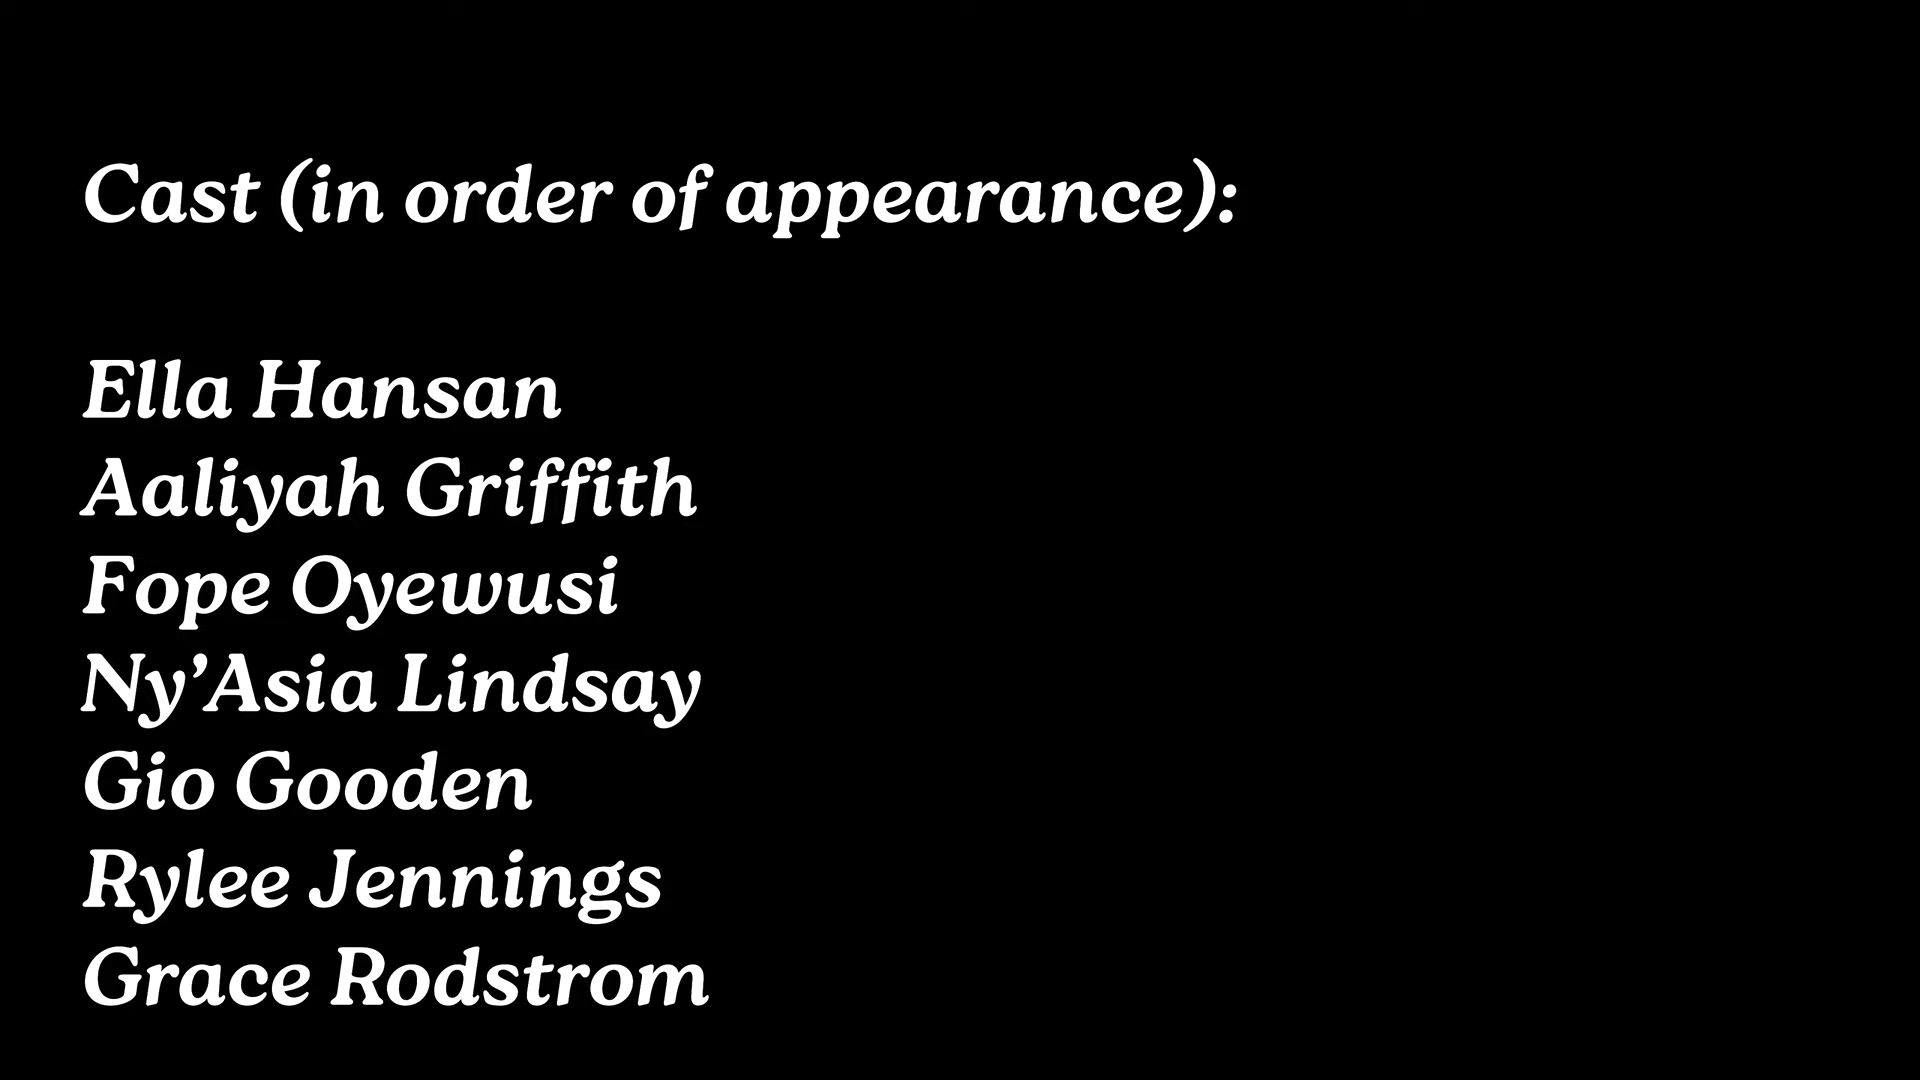 Cast (in order of appearance):
Ella Hansan
Aaliyah Griffith
Fope Oyewusi
Ny’Asia Lindsay
Gio Gooden
Rylee Jennings
Grace Rodstrom